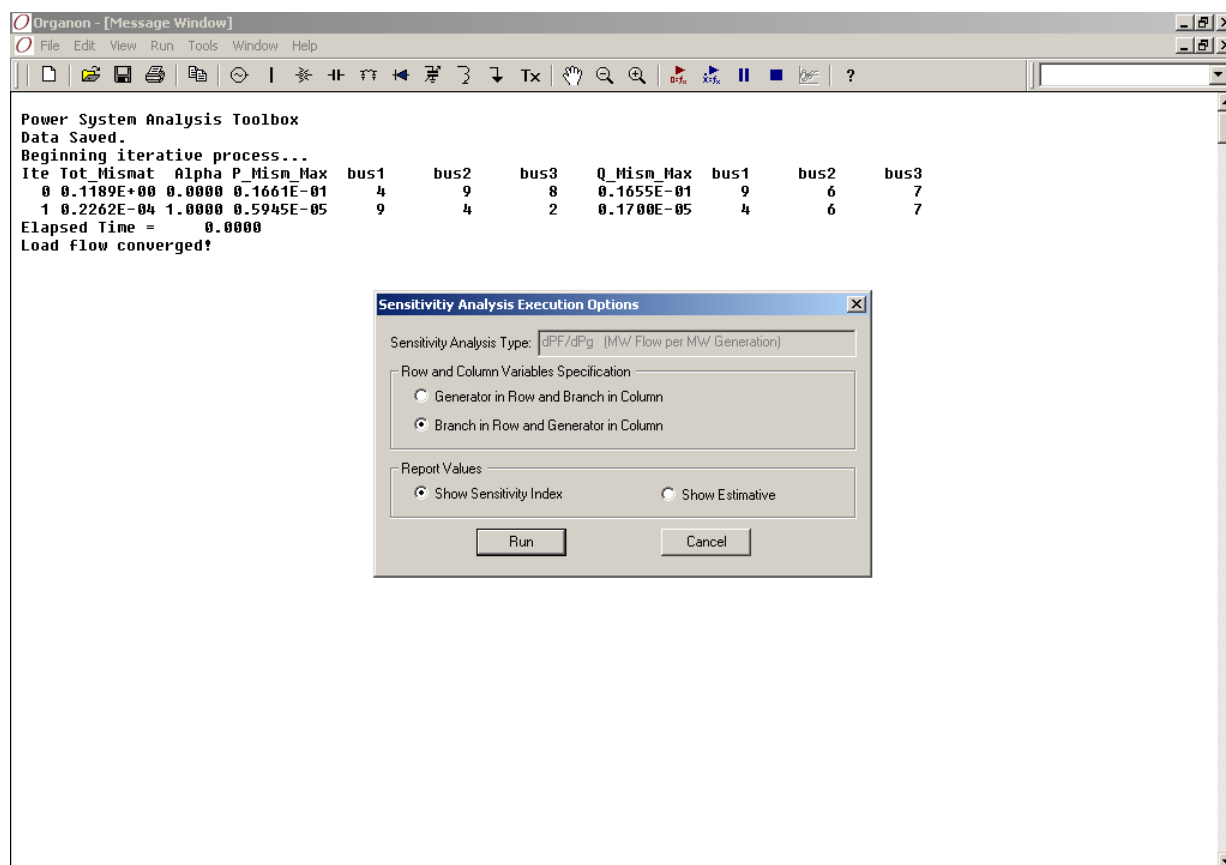 Organon - [Message Window]
File Edit View Run Tools Window Help
Tx ?
Power System Analysis Toolbox
Data Saved.
Beginning iterative process...
Ite Tot_Mismat Alpha P_Mism_Max bus1 bus2 bus3 Q_Mism_Max bus1 bus2 bus3
0 0.1189E+00 0.0000 0.1661E-01 4 9 8 0.1655E-01 9 6 7
1 0.2262E-04 1.0000 0.5945E-05 9 4 2 0.1700E-05 4 6 7
Elapsed Time = 0.0000
Load flow converged!
Sensitivitiy Analysis Execution Options
Sensitivity Analysis Type: dPF/dPg (MW Flow per MW Generation)
Row and Column Variables Specification
Generator in Row and Branch in Column
Branch in Row and Generator in Column
Report Values
Show Sensitivity Index Show Estimative
Run Cancel